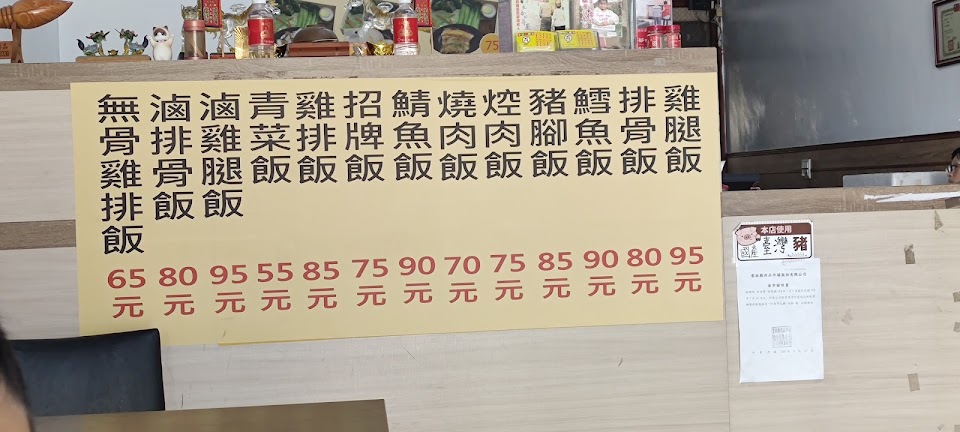 雞腿飯 95元
排骨飯 80元
鱈魚飯 90元
豬腳飯 85元
焢肉飯 75元
燒肉飯 70元
鯖魚飯 90元
招牌飯 75元
雞排飯 85元
青菜飯 55元
滷雞腿飯 95元
滷排骨飯 80元
無骨雞排飯 65元
75
本店使用
國產臺灣豬